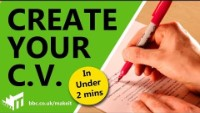 CREATE
YOUR
C.V.
In
Under
2 mins
bbc.co.uk/makeit